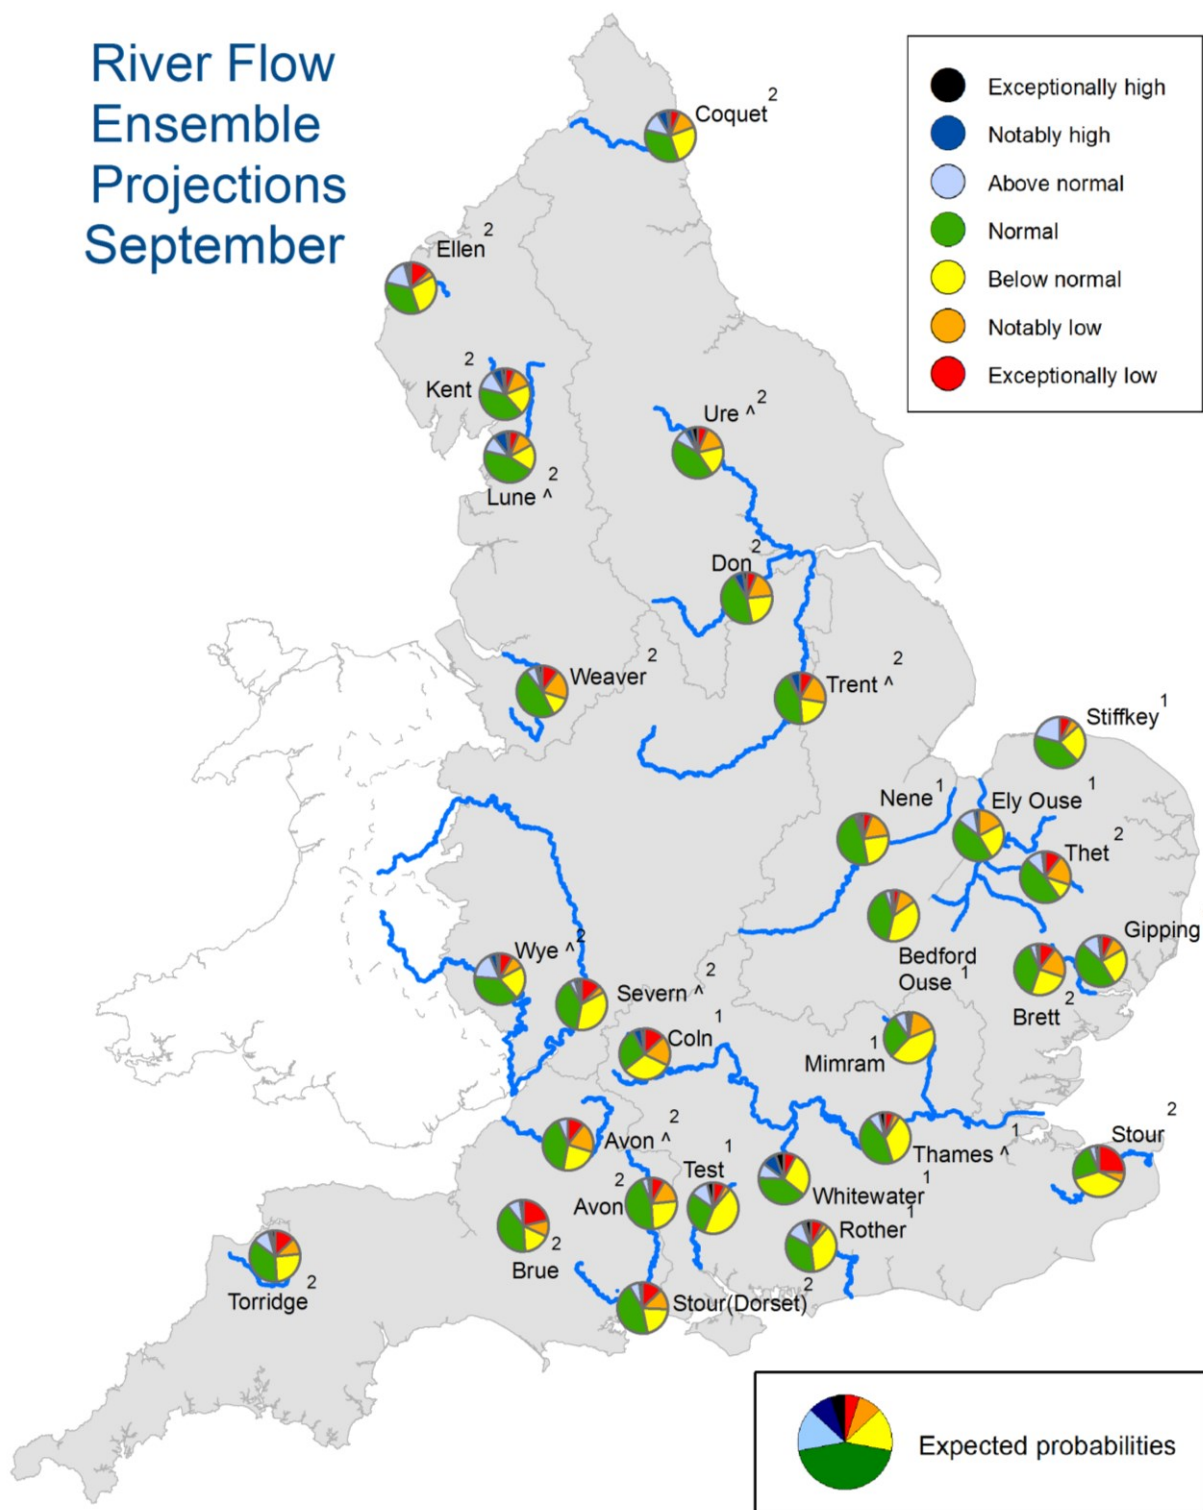 River Flow
Ensemble
Projections
September
Exceptionally high
Notably high
Above normal
Normal
Below normal
Notably low
Exceptionally low
Coquet 2
Ellen 2
2
Kent
Lune ^ 2
Ure ^ 2
Don 2
Weaver 2
Trent ^ 2
Stiffkey 1
Nene 1
Ely Ouse 1
Thet 2
Bedford
Ouse 1
Gipping
Brett 2
Wye ^ 2
Severn ^ 2
Coln 1
Mimram 1
Avon ^ 2
Test 1
Thames ^ 1
Stour 2
Avon 2
Whitewater 1
Rother 1
Brue 2
Torridge 2
Stour(Dorset) 2
Expected probabilities